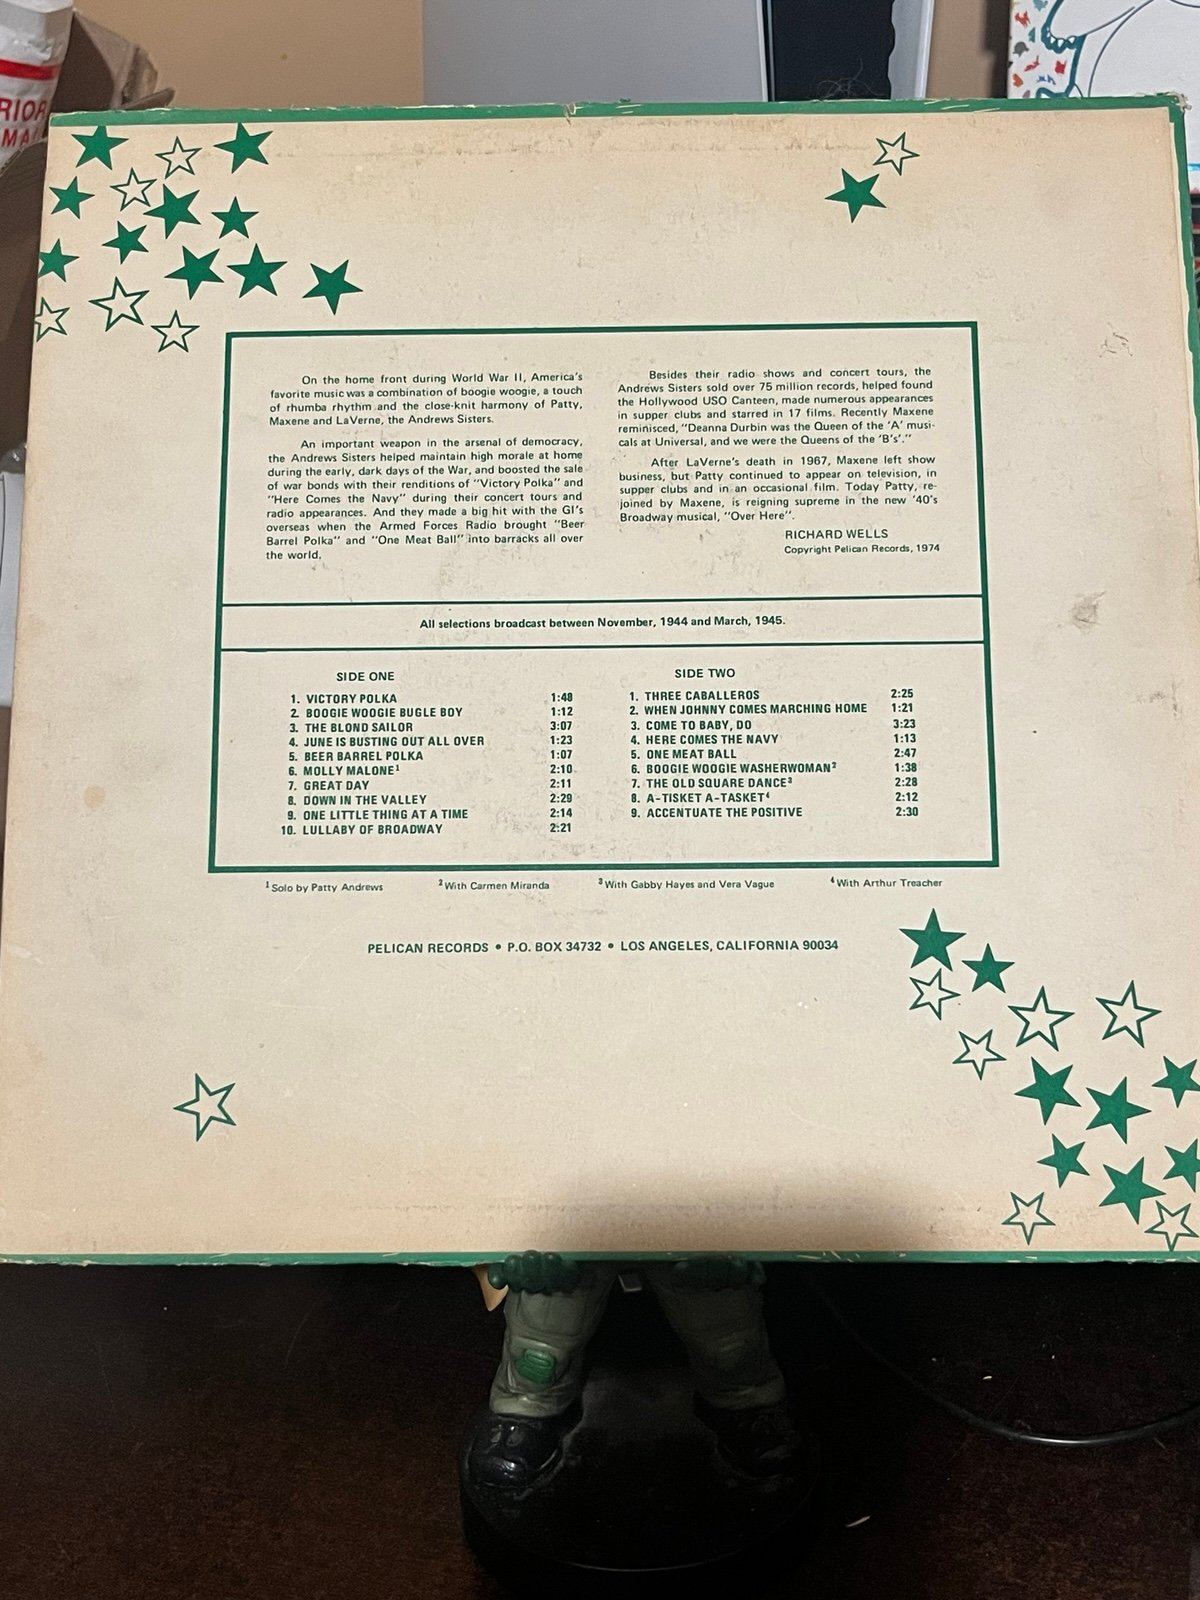 RIOR
MA
On the home front during World War II, America's
favorite music was a combination of boogie woogie, a touch
of rhumba rhythm and the close-knit harmony of Patty,
Maxene and LaVerne, the Andrews Sisters.
An important weapon in the arsenal of democracy,
the Andrews Sisters helped maintain high morale at home
during the early, dark days of the War, and boosted the sale
of war bonds with their renditions of "Victory Polka" and
"Here Comes the Navy" during their concert tours and
radio appearances. And they made a big hit with the GI's
overseas when the Armed Forces Radio brought "Beer
Barrel Polka" and "One Meat Ball" into barracks all over
the world.
Besides their radio shows and concert tours, the
Andrews Sisters sold over 75 million records, helped found
the Hollywood USO Canteen, made numerous appearances
in supper clubs and starred in 17 films. Recently Maxene
reminisced, "Deanna Durbin was the Queen of the 'A' musi-
cals at Universal, and we were the Queens of the 'B's'."
After LaVerne's death in 1967, Maxene left show
business, but Patty continued to appear on television, in
supper clubs and in an occasional film. Today Patty, re-
joined by Maxene, is reigning supreme in the new '40's
Broadway musical, "Over Here".
RICHARD WELLS
Copyright Pelican Records, 1974
All selections broadcast between November, 1944 and March, 1945.
SIDE ONE
1. VICTORY POLKA 1:48
2. BOOGIE WOOGIE BUGLE BOY 1:12
3. THE BLOND SAILOR 3:07
4. JUNE IS BUSTING OUT ALL OVER 1:23
5. BEER BARREL POLKA 1:07
6. MOLLY MALONE¹ 2:10
7. GREAT DAY 2:11
8. DOWN IN THE VALLEY 2:29
9. ONE LITTLE THING AT A TIME 2:14
10. LULLABY OF BROADWAY 2:21
SIDE TWO
1. THREE CABALLEROS 2:25
2. WHEN JOHNNY COMES MARCHING HOME 1:21
3. COME TO BABY, DO 3:23
4. HERE COMES THE NAVY 1:13
5. ONE MEAT BALL 2:47
6. BOOGIE WOOGIE WASHERWOMAN² 1:38
7. THE OLD SQUARE DANCE³ 2:28
8. A-TISKET A-TASKET⁴ 2:12
9. ACCENTUATE THE POSITIVE 2:30
¹ Solo by Patty Andrews ² With Carmen Miranda ³ With Gabby Hayes and Vera Vague ⁴ With Arthur Treacher
PELICAN RECORDS • P.O. BOX 34732 • LOS ANGELES, CALIFORNIA 90034